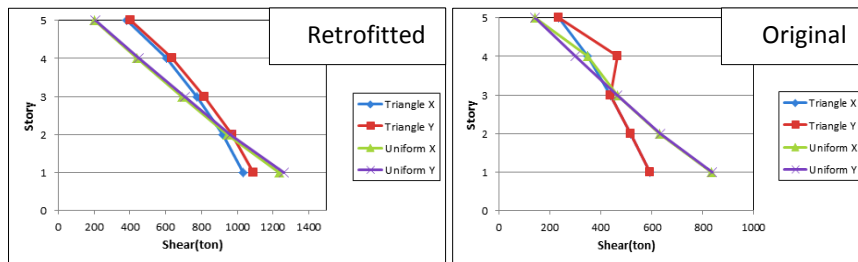 Retrofitted
5
4
3
2
1
0
Story
0 200 400 600 800 1000 1200 1400
Shear(ton)
Triangle X
Triangle Y
Uniform X
Uniform Y
Original
5
4
3
2
1
0
Story
0 200 400 600 800 1000
Shear(ton)
Triangle X
Triangle Y
Uniform X
Uniform Y